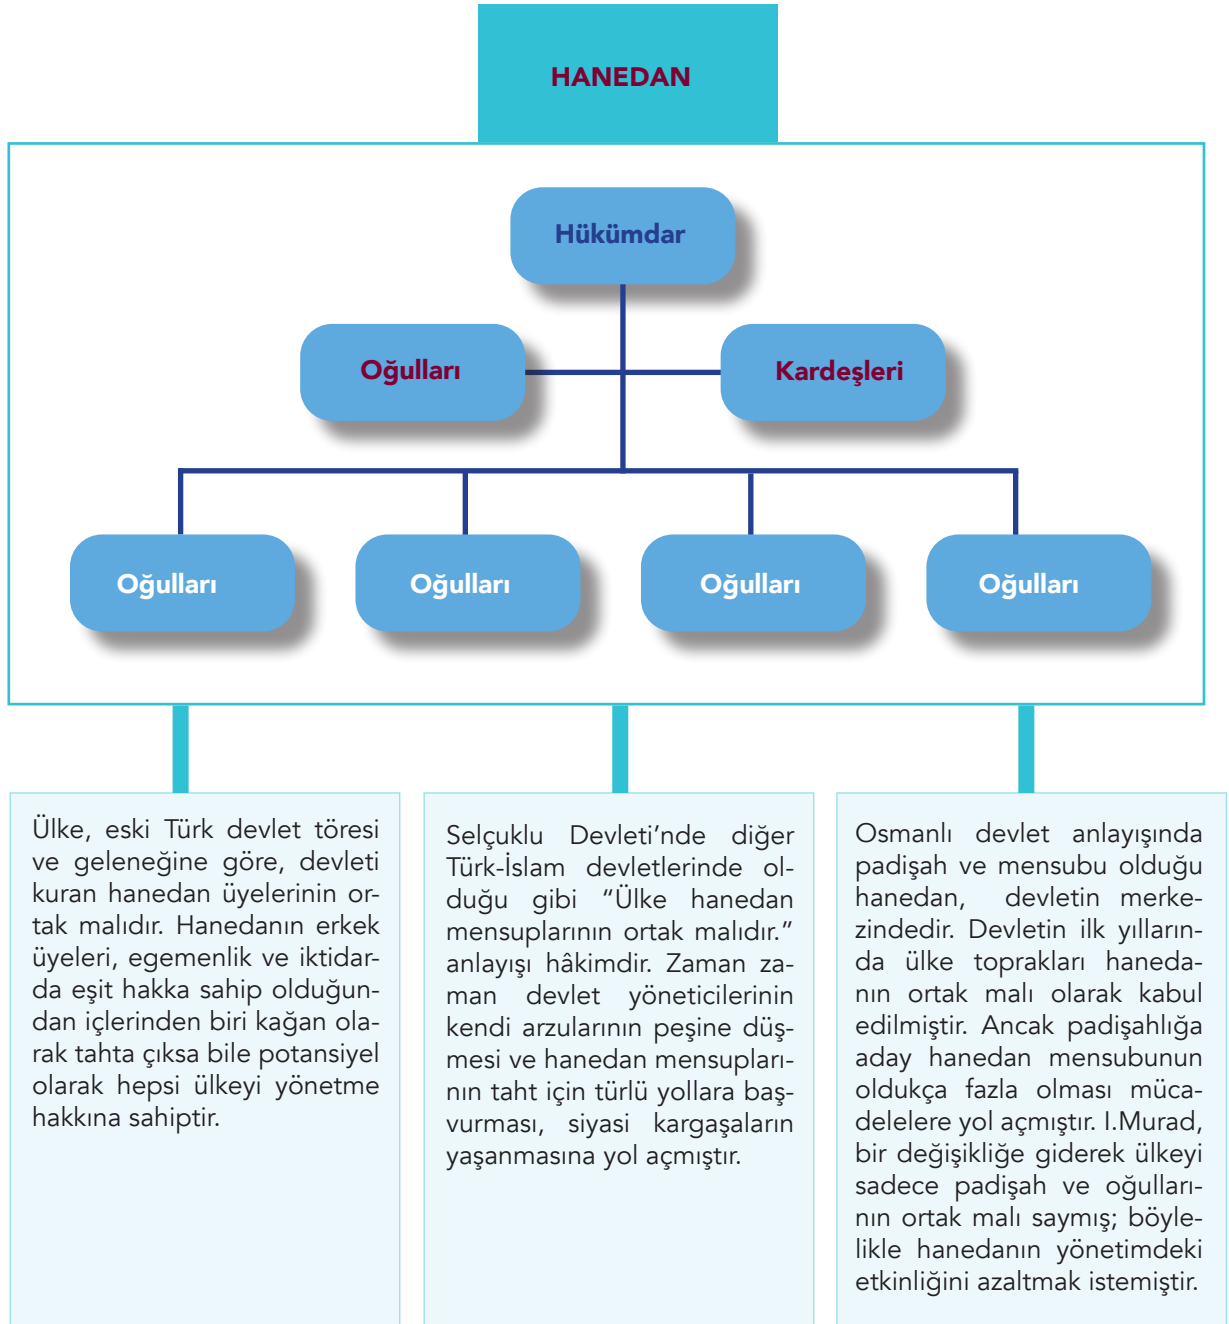 HANEDAN
Hükümdar
Oğulları
Kardeşleri
Oğulları
Oğulları
Oğulları
Oğulları
Ülke, eski Türk devlet töresi
ve geleneğine göre, devleti
kuran hanedan üyelerinin or-
tak malıdır. Hanedanın erkek
üyeleri, egemenlik ve iktidar-
da eşit hakka sahip olduğun-
dan içlerinden biri kağan ola-
rak tahta çıksa bile potansiyel
olarak hepsi ülkeyi yönetme
hakkına sahiptir.
Selçuklu Devleti’nde diğer
Türk-İslam devletlerinde ol-
duğu gibi “Ülke hanedan
mensuplarının ortak malıdır.”
anlayışı hâkimdir. Zaman za-
man devlet yöneticilerinin
kendi arzularının peşine düş-
mesi ve hanedan mensupları-
nın taht için türlü yollara baş-
vurması, siyasi kargaşaların
yaşanmasına yol açmıştır.
Osmanlı devlet anlayışında
padişah ve mensubu olduğu
hanedan, devletin merke-
zindedir. Devletin ilk yılların-
da ülke toprakları haneda-
nın ortak malı olarak kabul
edilmiştir. Ancak padişahlığa
aday hanedan mensubunun
oldukça fazla olması müca-
delelere yol açmıştır. I.Murad,
bir değişikliğe giderek ülkeyi
sadece padişah ve oğulları-
nın ortak malı saymış; böyle-
likle hanedanın yönetimdeki
etkinliğini azaltmak istemiştir.